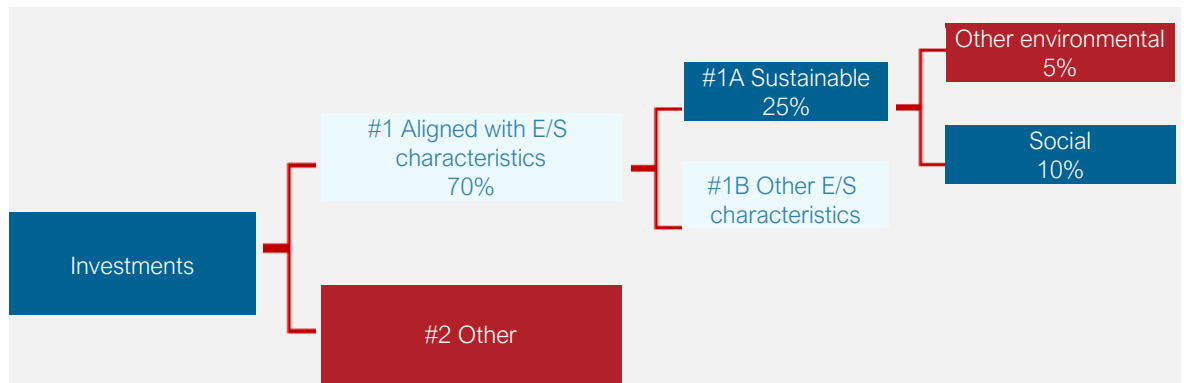 Investments
#1 Aligned with E/S
characteristics
70%
#2 Other
#1A Sustainable
25%
#1B Other E/S
characteristics
Other environmental
5%
Social
10%